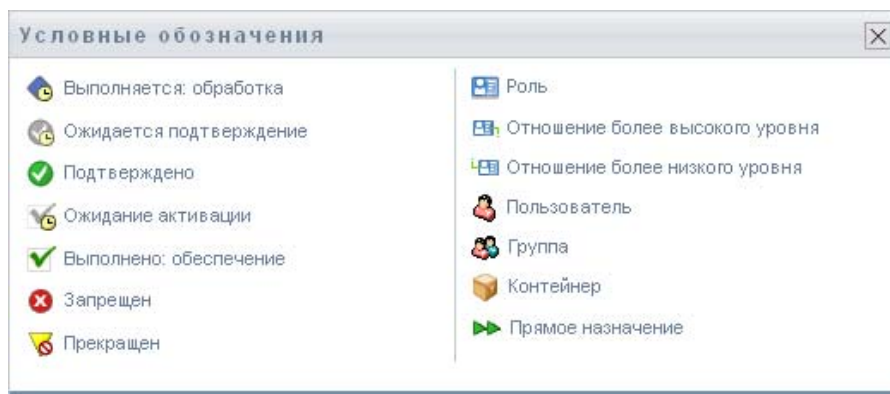 Условные обозначения
Выполняется: обработка
Ожидается подтверждение
Подтверждено
Ожидание активации
Выполнено: обеспечение
Запрещен
Прекращен
Роль
Отношение более высокого уровня
Отношение более низкого уровня
Пользователь
Группа
Контейнер
Прямое назначение